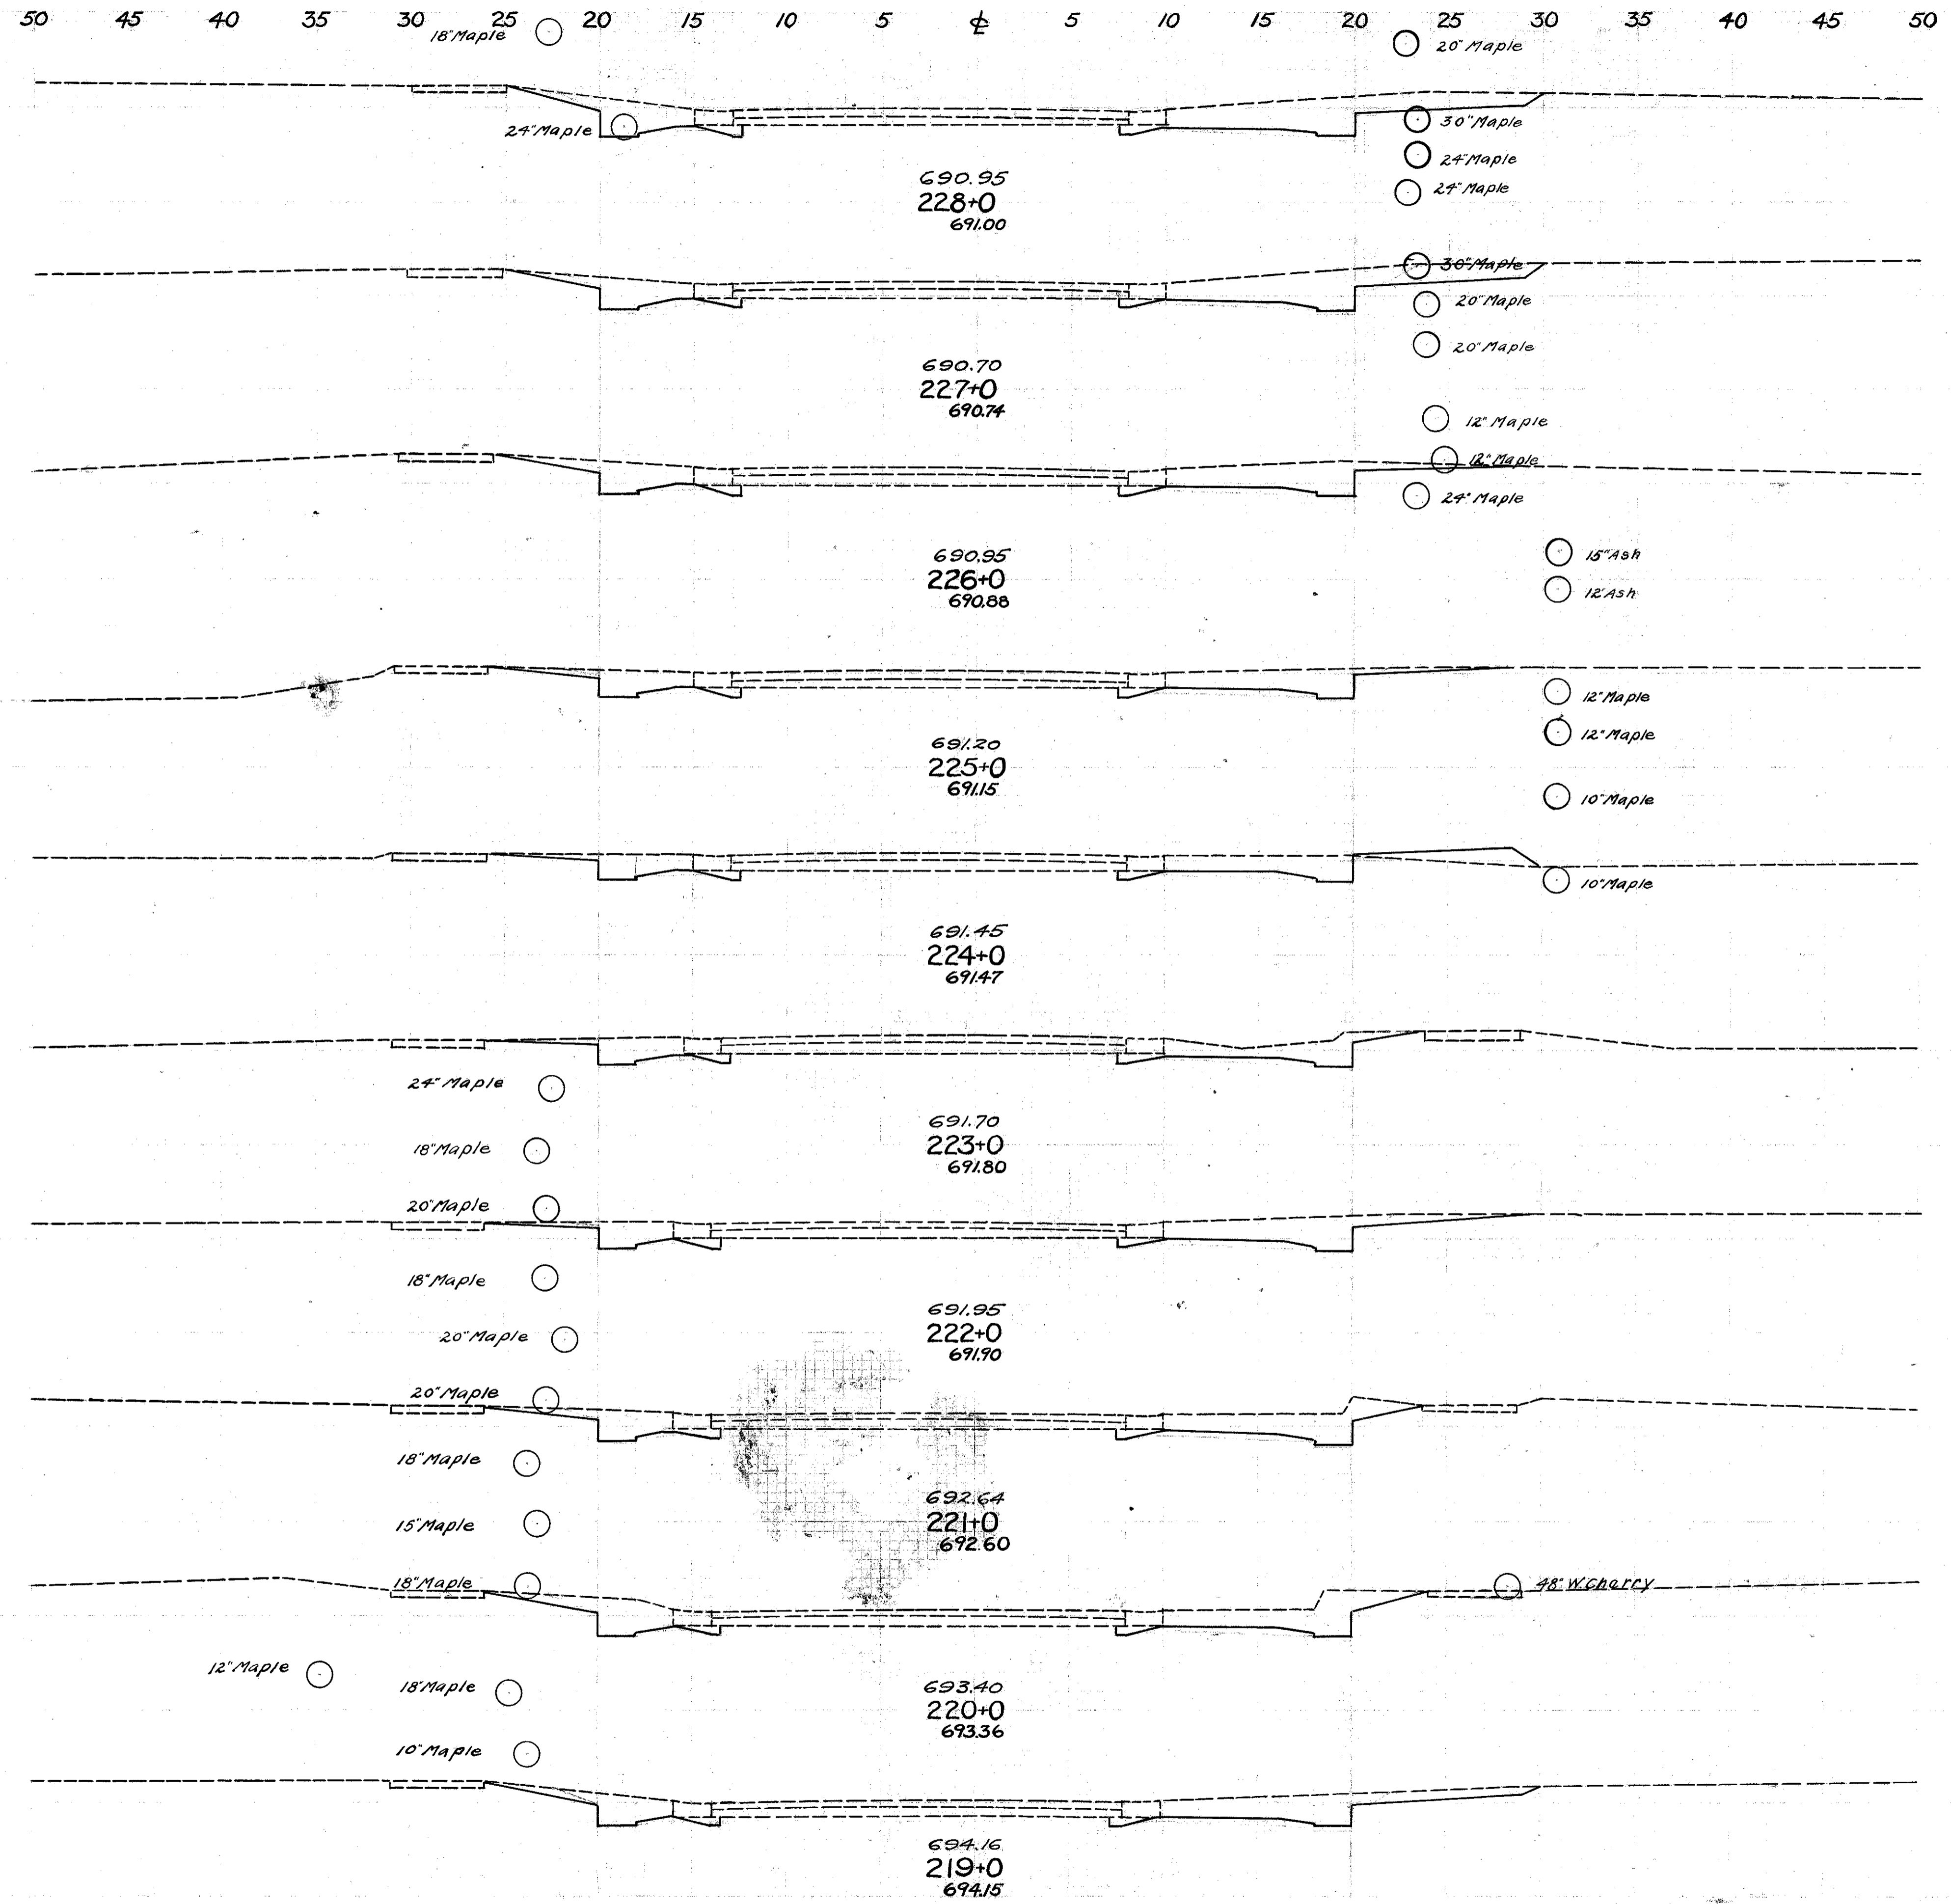 50 45 40 35 30 25 20 15 10 5 ℄ 5 10 15 20 25 30 35 40 45 50
18" Maple
20" Maple
24" Maple
30" Maple
24" Maple
690.95
228+0
691.00
24" Maple
30" Maple
20" Maple
20" Maple
690.70
227+0
690.74
12" Maple
12" Maple
24" Maple
690.95
226+0
690.88
15" Ash
12" Ash
12" Maple
12" Maple
691.20
225+0
691.15
10" Maple
10" Maple
691.45
224+0
691.47
24" Maple
18" Maple
691.70
223+0
691.80
20" Maple
18" Maple
20" Maple
691.95
222+0
691.90
20" Maple
18" Maple
15" Maple
692.64
221+0
692.60
18" Maple
48" W. Cherry
12" Maple
18" Maple
693.40
220+0
693.36
10" Maple
694.16
219+0
694.15